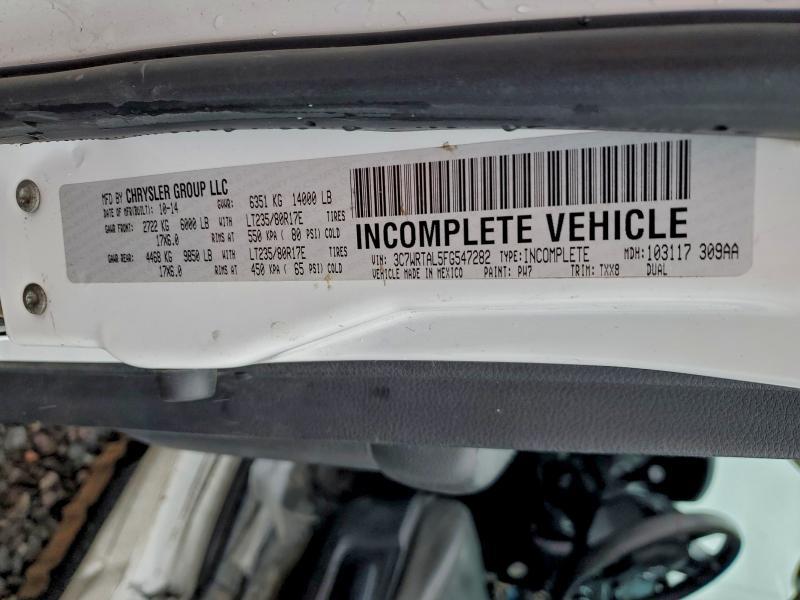 MFD BY CHRYSLER GROUP LLC
DATE OF MFR(BUILT): 10-14 GVWR: 6351 KG 14000 LB
GAWR FRONT: 2722 KG 6000 LB WITH LT235/80R17E TIRES
17X6.0 RIMS AT 550 KPA ( 80 PSI) COLD
GAWR REAR: 4468 KG 9850 LB WITH LT235/80R17E TIRES
17X6.0 RIMS AT 450 KPA ( 65 PSI) COLD
INCOMPLETE VEHICLE
VIN: 3C7WRTAL5FG547282 TYPE: INCOMPLETE MDH: 103117 309AA
VEHICLE MADE IN MEXICO PAINT: PW7 TRIM: TXX8 DUAL